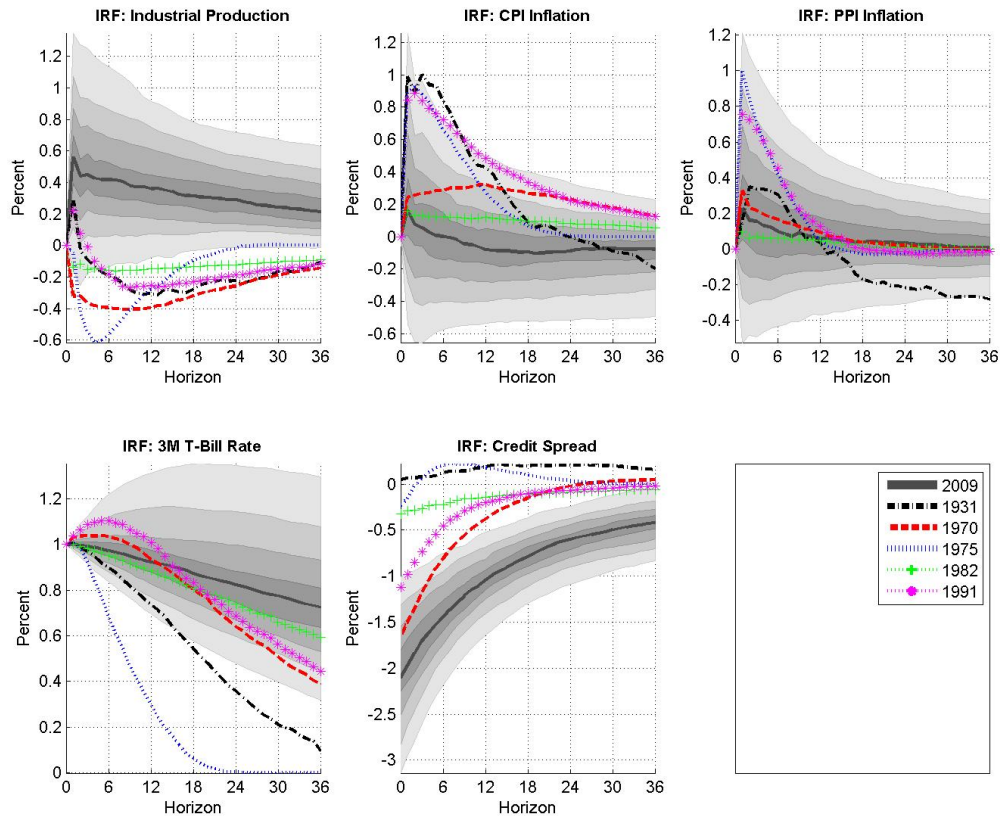 IRF: Industrial Production
1.2
1
0.8
0.6
0.4
0.2
0
-0.2
-0.4
-0.6
Percent
0 6 12 18 24 30 36
Horizon
IRF: CPI Inflation
1.2
1
0.8
0.6
0.4
0.2
0
-0.2
-0.4
-0.6
Percent
0 6 12 18 24 30 36
Horizon
IRF: PPI Inflation
1.2
1
0.8
0.6
0.4
0.2
0
-0.2
-0.4
Percent
0 6 12 18 24 30 36
Horizon
IRF: 3M T-Bill Rate
1.2
1
0.8
0.6
0.4
0.2
0
Percent
0 6 12 18 24 30 36
Horizon
IRF: Credit Spread
0
-0.5
-1
-1.5
-2
-2.5
-3
Percent
0 6 12 18 24 30 36
Horizon
2009
1931
1970
1975
1982
1991